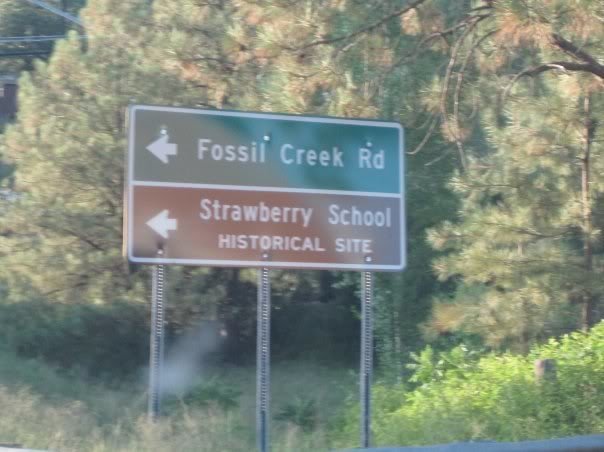 Fossil Creek Rd
Strawberry School
HISTORICAL SITE